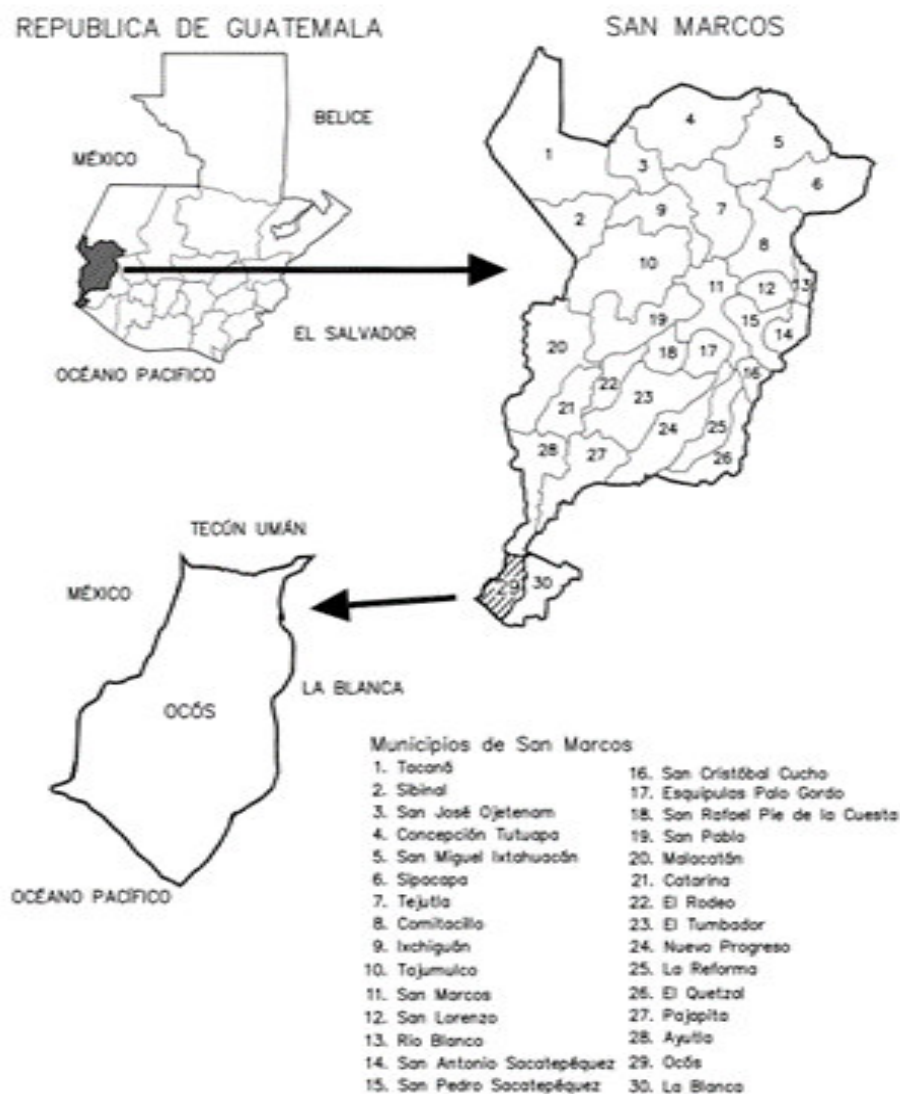 REPUBLICA DE GUATEMALA
SAN MARCOS
BELICE
MÉXICO
EL SALVADOR
OCÉANO PACIFICO
1
2
3
4
5
6
7
8
9
10
11
12
13
14
15
16
17
18
19
20
21
22
23
24
25
26
27
28
29
30
TECÚN UMÁN
MÉXICO
LA BLANCA
OCÓS
OCÉANO PACÍFICO
Municipios de San Marcos
1. Tacaná
2. Sibinal
3. San José Ojetenam
4. Concepción Tutuapa
5. San Miguel Ixtahuacán
6. Sipacapa
7. Tejutla
8. Comitacillo
9. Ixchiguán
10. Tajumulco
11. San Marcos
12. San Lorenzo
13. Río Blanco
14. San Antonio Sacatepéquez
15. San Pedro Sacatepéquez
16. San Cristóbal Cucho
17. Esquipulas Palo Gordo
18. San Rafael Pie de la Cuesta
19. San Pablo
20. Malacatán
21. Catarina
22. El Rodeo
23. El Tumbador
24. Nuevo Progreso
25. La Reforma
26. El Quetzal
27. Pajapita
28. Ayutla
29. Ocós
30. La Blanca